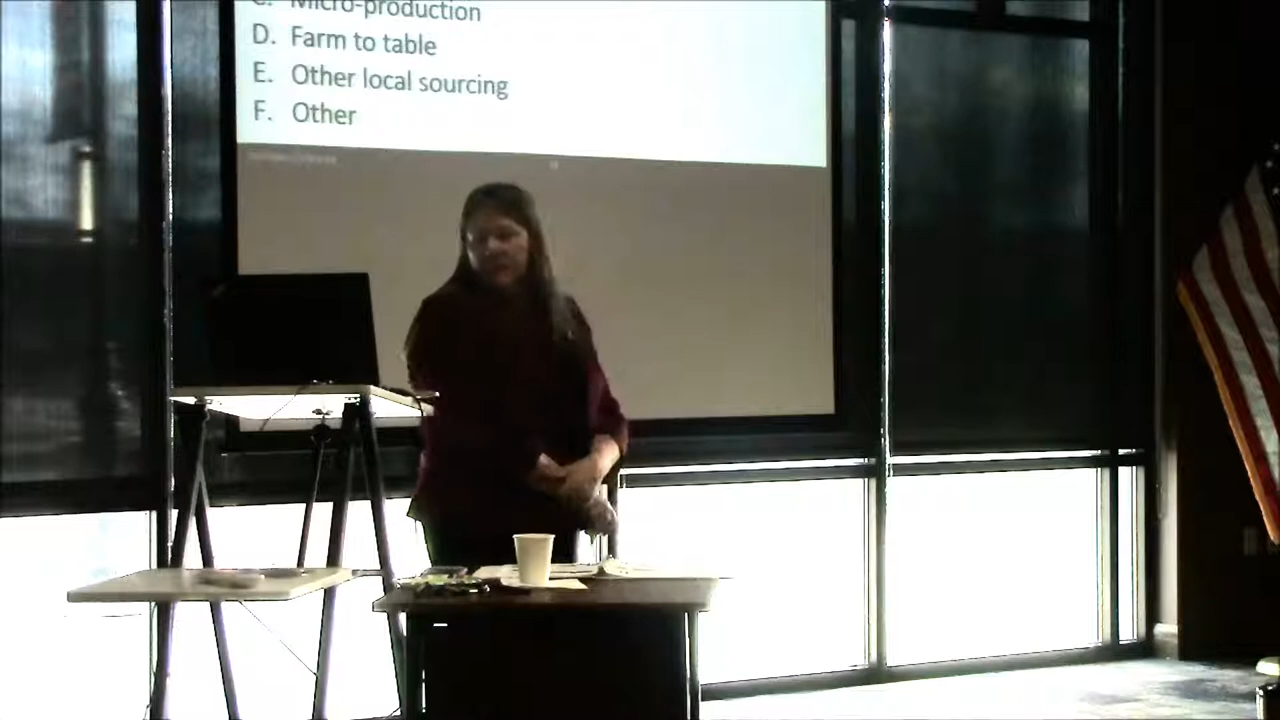 C. Micro-production
D. Farm to table
E. Other local sourcing
F. Other